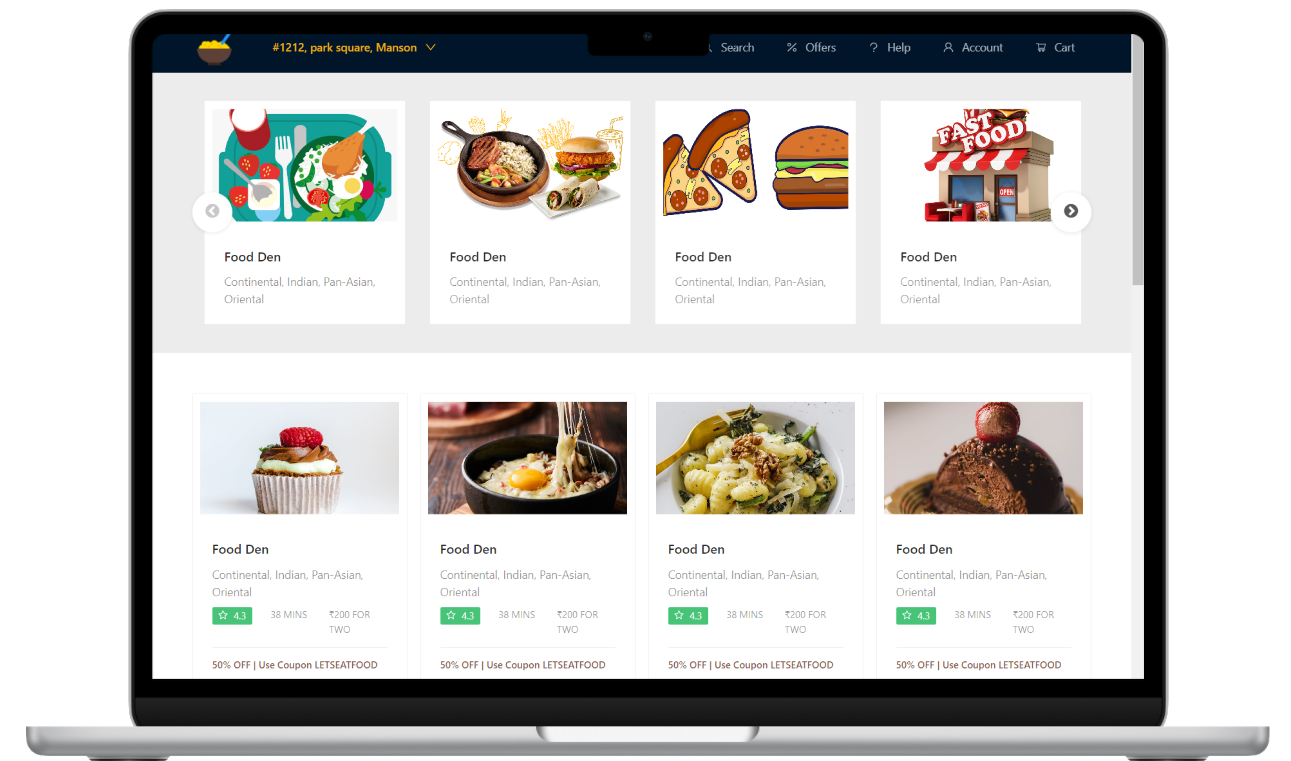 #1212, park square, Manson
Search
Offers
Help
Account
Cart
FAST
FOOD
OPEN
Food Den
Continental, Indian, Pan-Asian,
Oriental
Food Den
Continental, Indian, Pan-Asian,
Oriental
Food Den
Continental, Indian, Pan-Asian,
Oriental
Food Den
Continental, Indian, Pan-Asian,
Oriental
Food Den
Continental, Indian, Pan-Asian,
Oriental
4.3
38 MINS
₹200 FOR
TWO
50% OFF | Use Coupon LETSEATFOOD
Food Den
Continental, Indian, Pan-Asian,
Oriental
4.3
38 MINS
₹200 FOR
TWO
50% OFF | Use Coupon LETSEATFOOD
Food Den
Continental, Indian, Pan-Asian,
Oriental
4.3
38 MINS
₹200 FOR
TWO
50% OFF | Use Coupon LETSEATFOOD
Food Den
Continental, Indian, Pan-Asian,
Oriental
4.3
38 MINS
₹200 FOR
TWO
50% OFF | Use Coupon LETSEATFOOD